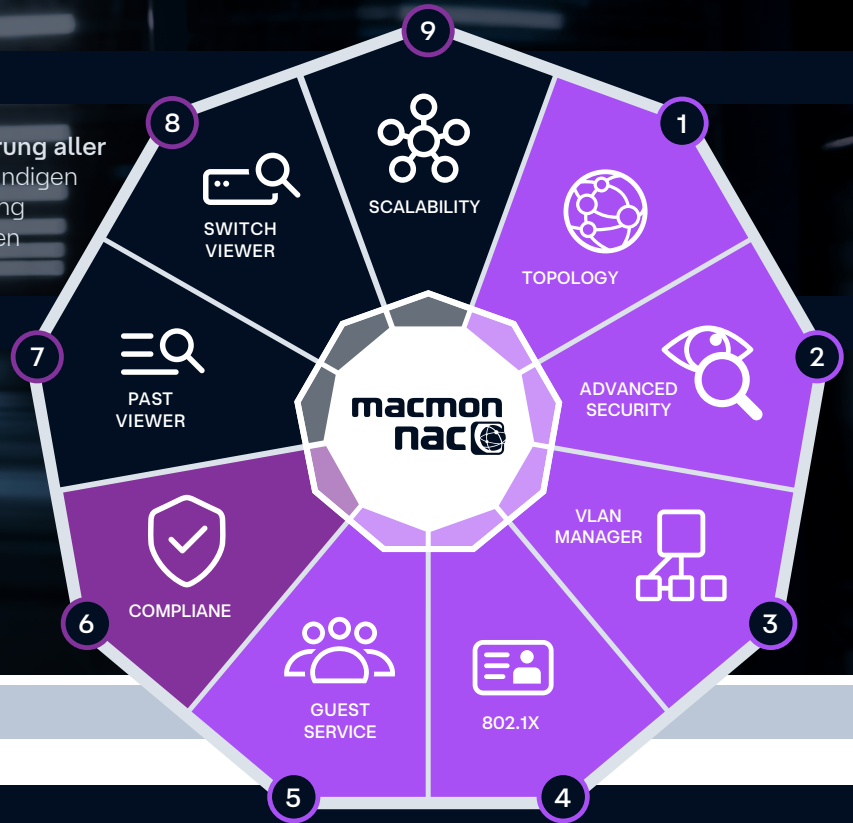 9
8
1
rung aller
ndigen
ng
en
SCALABILITY
SWITCH
VIEWER
TOPOLOGY
7
2
PAST
VIEWER
ADVANCED
SECURITY
macmon
nac
VLAN
MANAGER
COMPLIANE
6
3
GUEST
SERVICE
802.1X
5
4